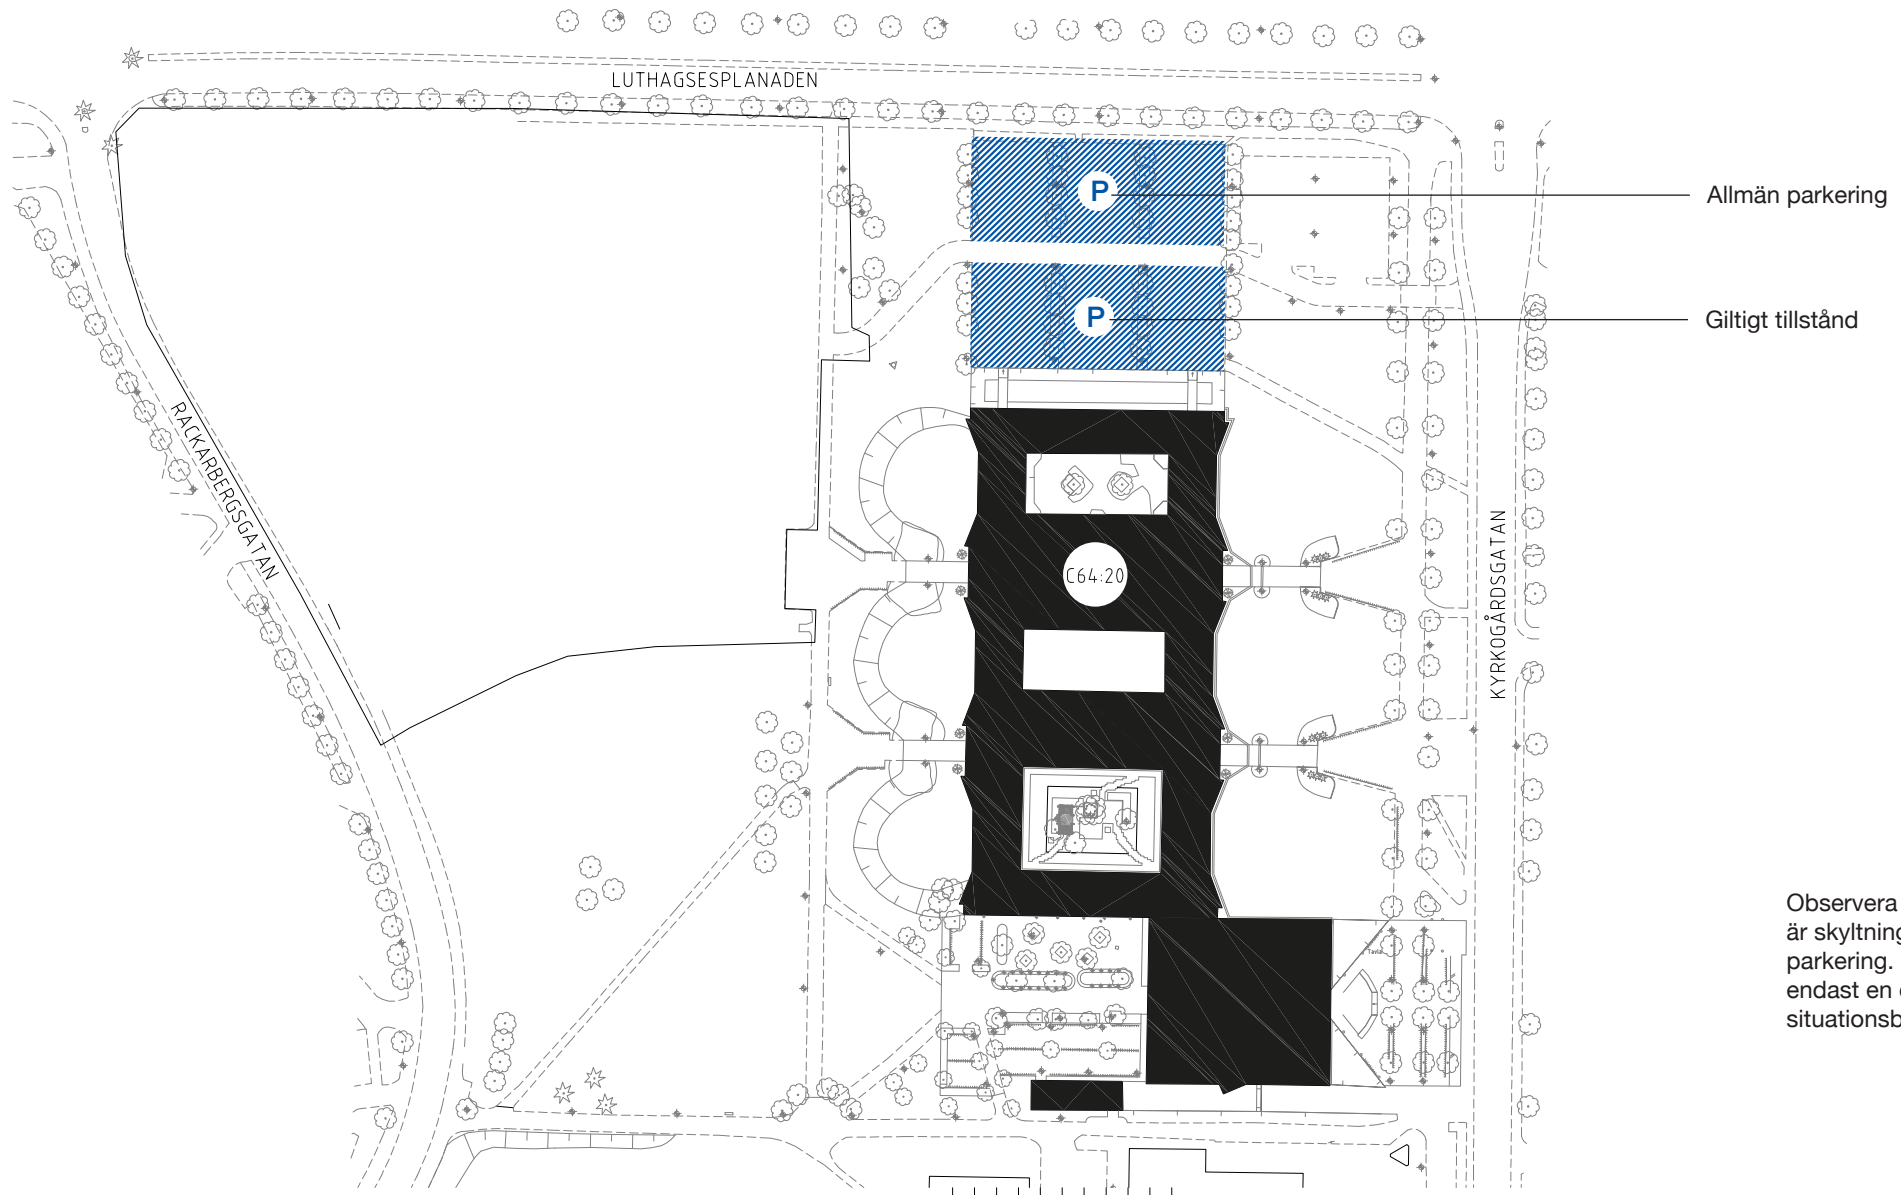 LUTHAGSESPLANADEN
P
Allmän parkering
P
Giltigt tillstånd
RACKARBERGSGATAN
C64:20
KYRKOGÅRDSGATAN
Observera
är skyltning
parkering.
endast en
situationsb